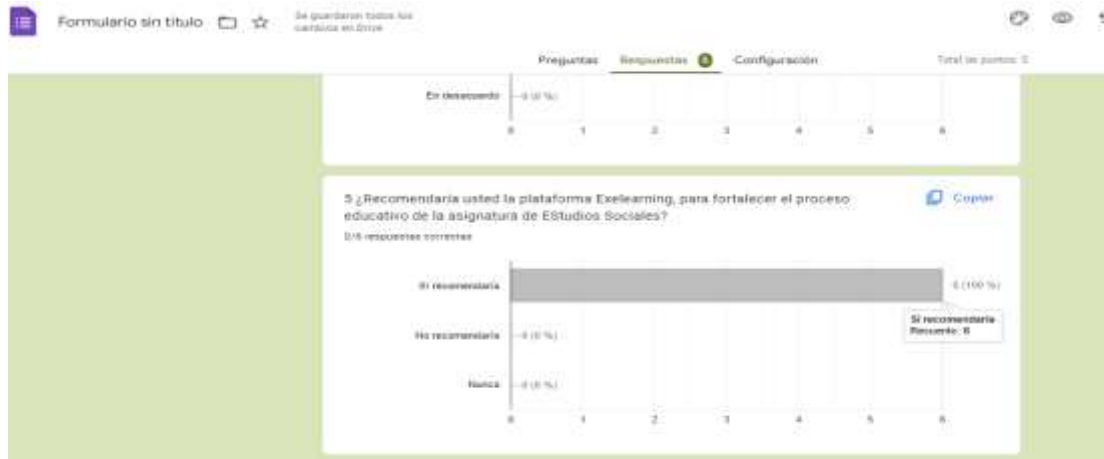 Formulario sin título
Se guardaron todos los
cambios en Drive
Preguntas Respuestas 6 Configuración Total de puntos: 0
En desacuerdo 0 (0 %)
0 1 2 3 4 5 6
5 ¿Recomendaría usted la plataforma Exelearning, para fortalecer el proceso
educativo de la asignatura de EStudios Sociales?
Copiar
0/6 respuestas correctas
Si recomendaría 6 (100 %)
Si recomendaría
Recuento: 6
No recomendaría 0 (0 %)
Nunca 0 (0 %)
0 1 2 3 4 5 6